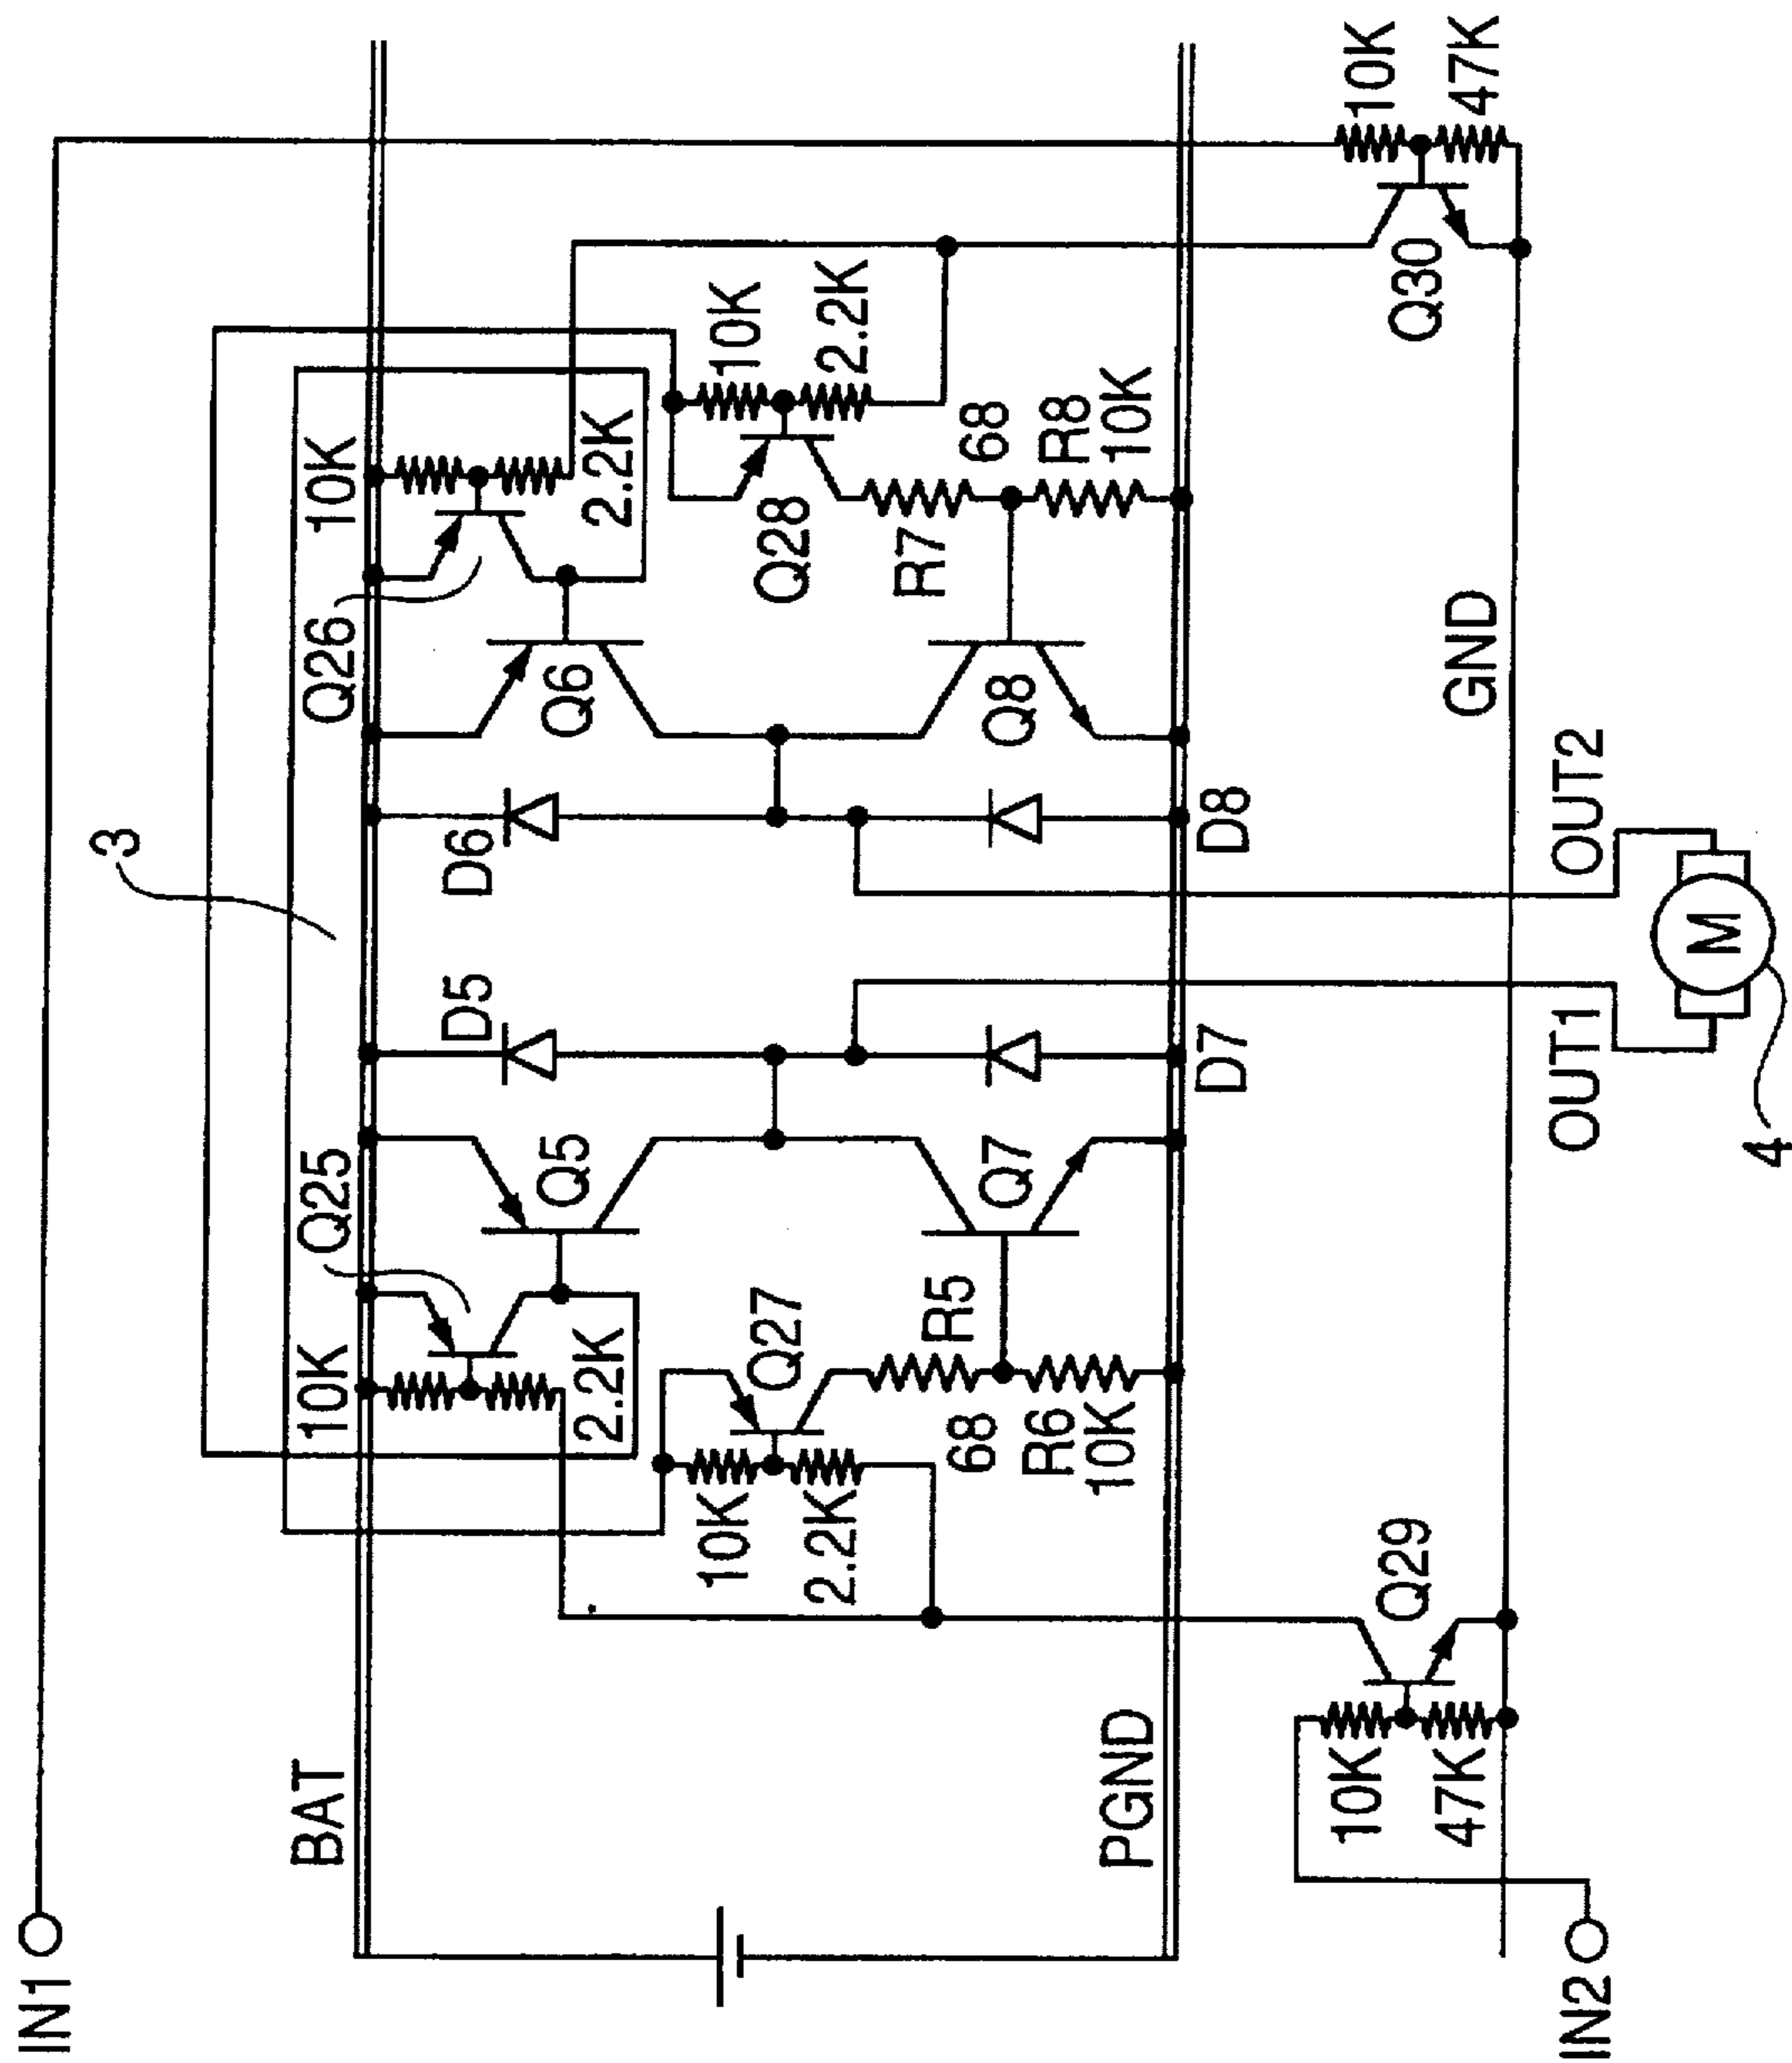 IN1
3
BAT
10K
Q25
D5
D6
Q26
10K
2.2K
Q5
Q6
2.2K
10K
Q27
Q28
10K
2.2K
2.2K
R5
R7
68
68
R6
Q7
Q8
R8
10K
10K
PGND
D7
D8
10K
47K
Q29
GND
Q30
10K
47K
IN2
OUT1
OUT2
M
4